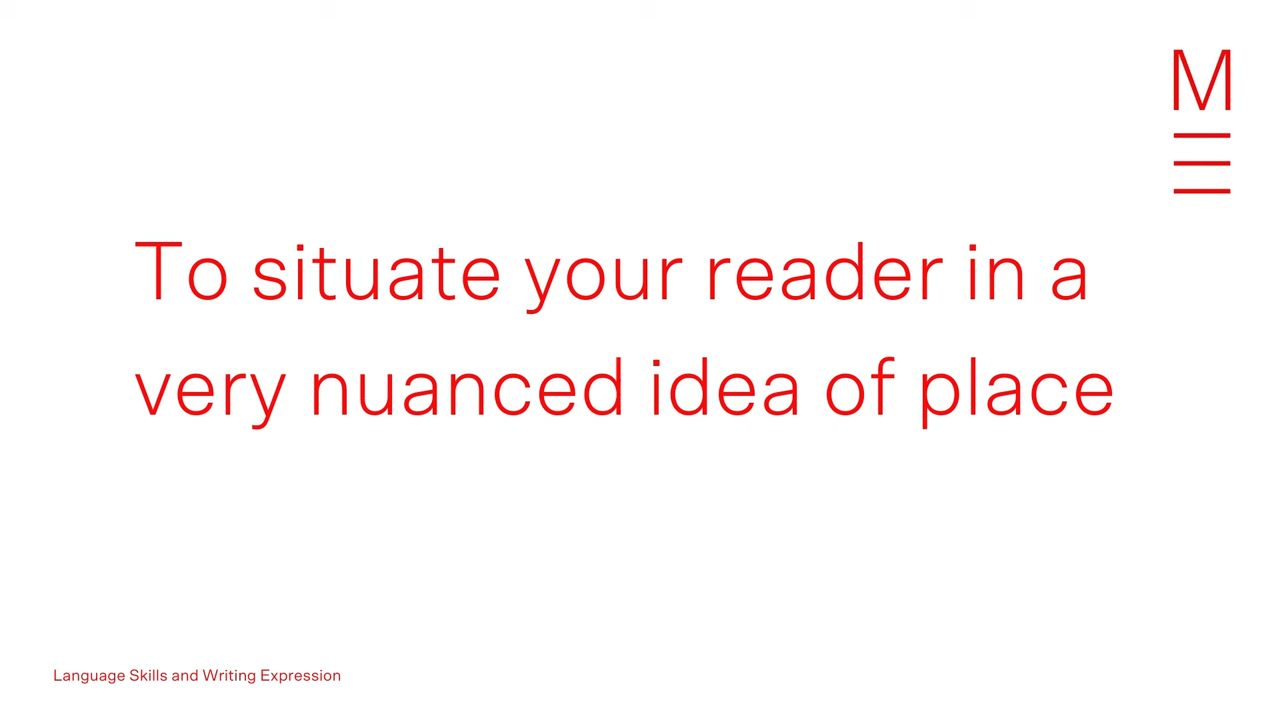 M
To situate your reader in a
very nuanced idea of place
Language Skills and Writing Expression